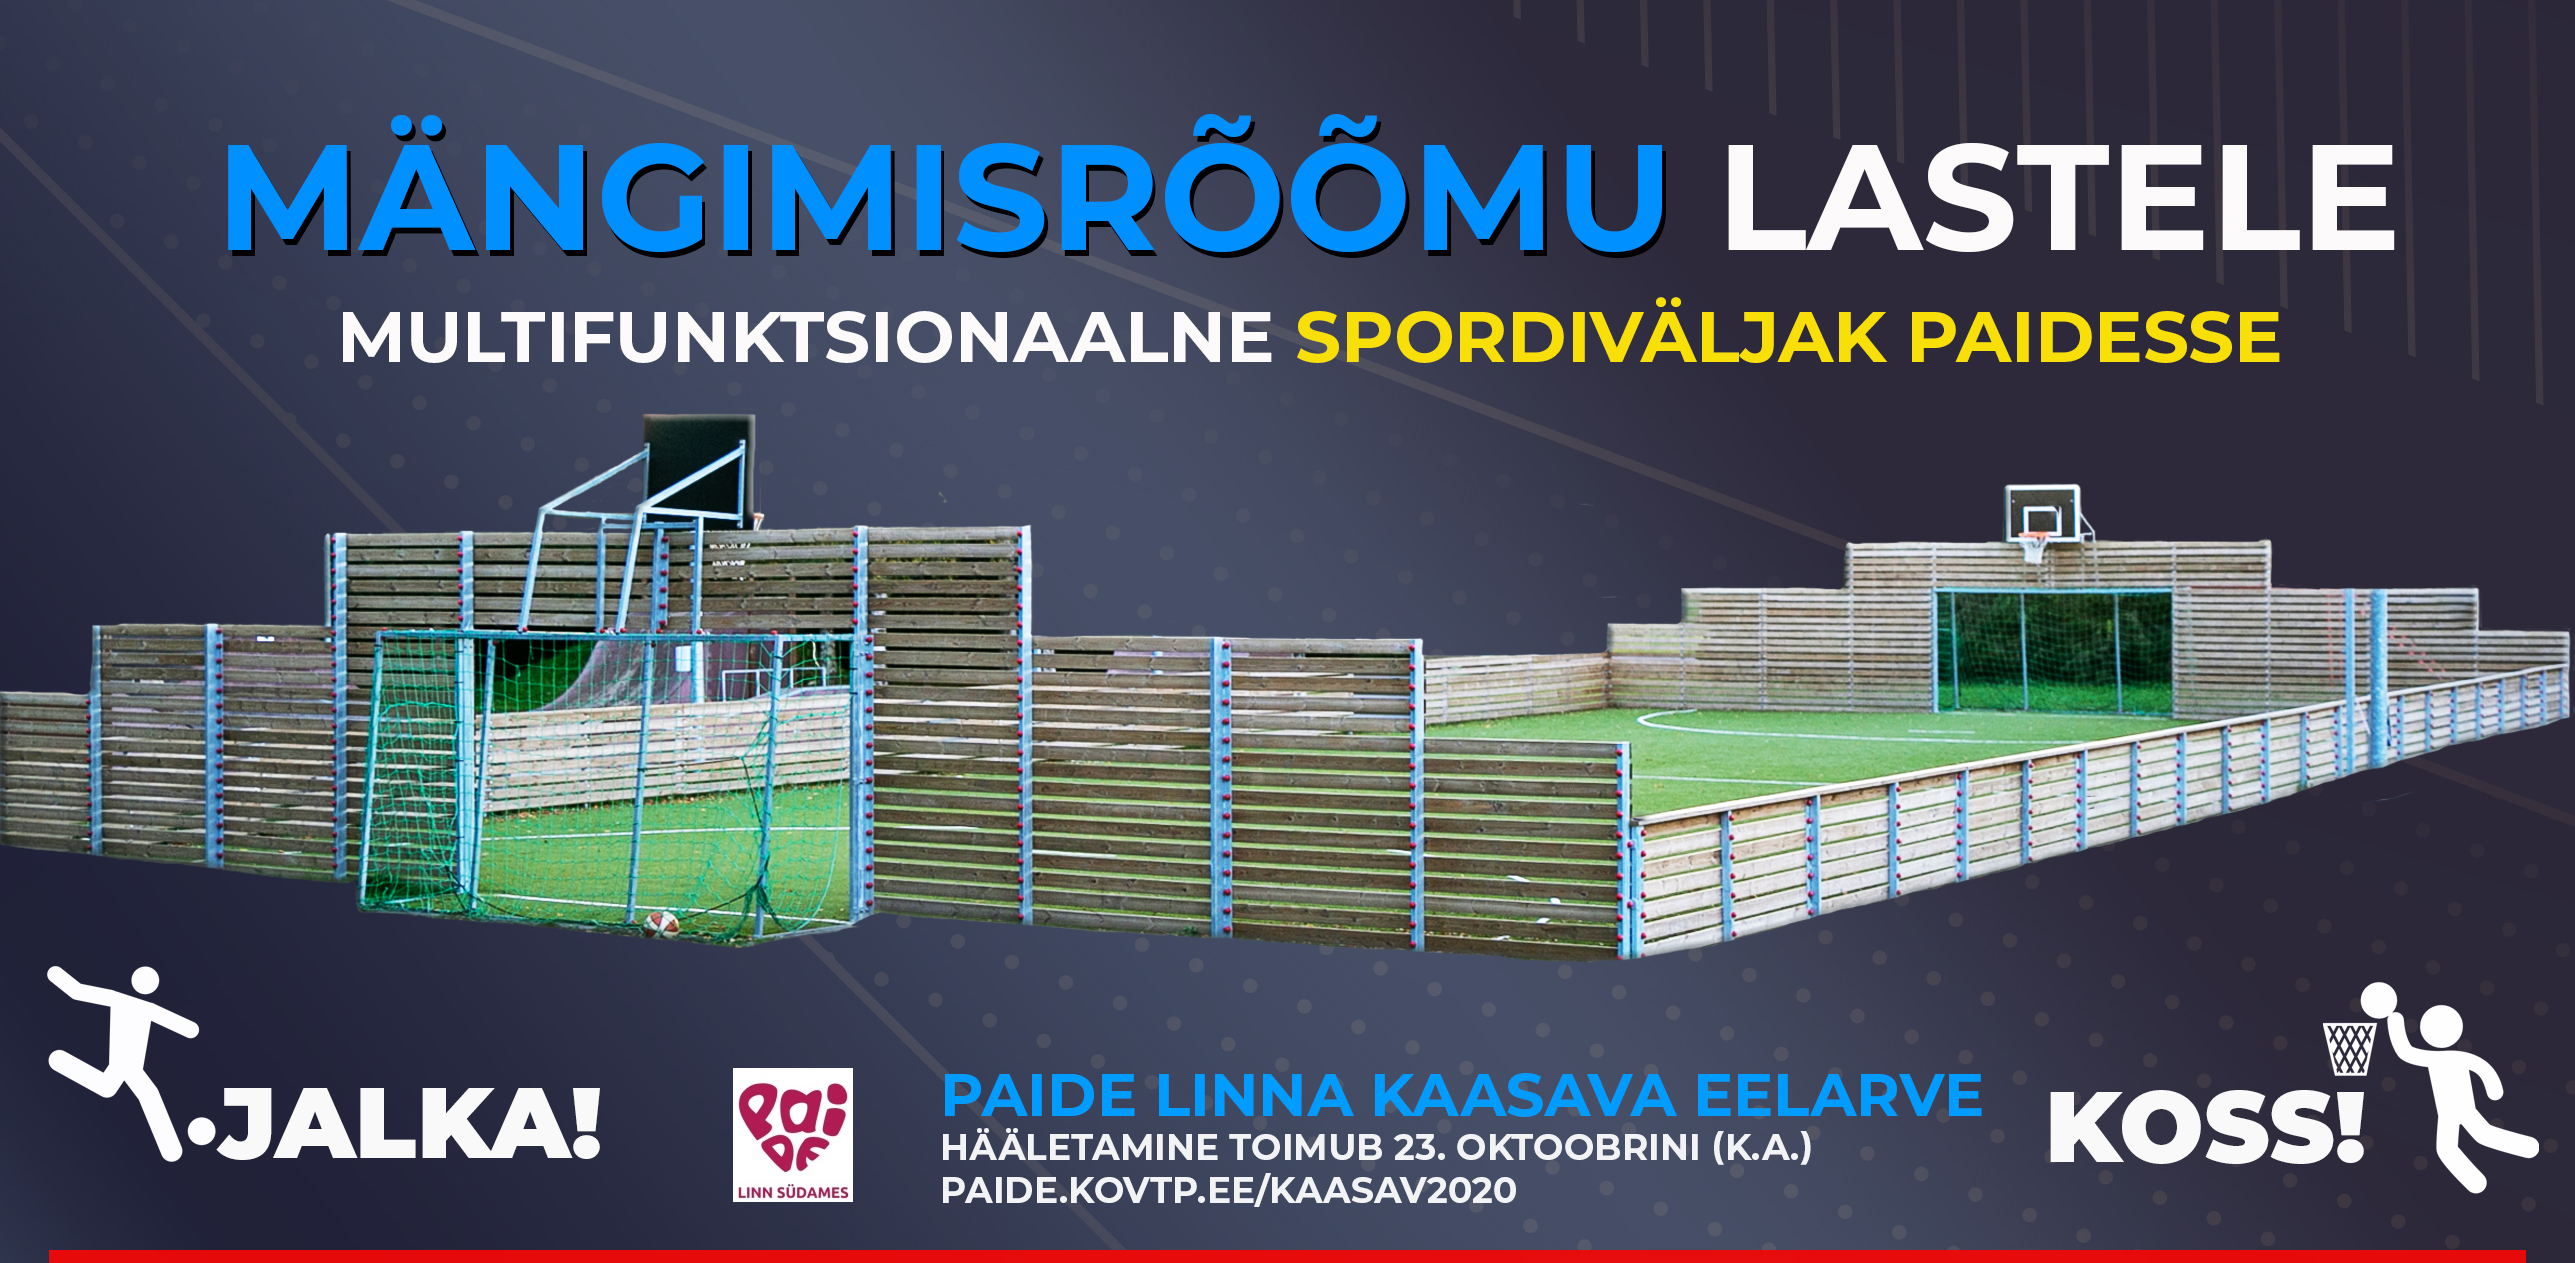 MÄNGIMISRÕÕMU LASTELE
MULTIFUNKTSIONAALNE SPORDIVÄLJAK PAIDESSE
JALKA!
PaiDE
LINN SÜDAMES
PAIDE LINNA KAASAVA EELARVE
HÄÄLETAMINE TOIMUB 23. OKTOOBRINI (K.A.)
PAIDE.KOVTP.EE/KAASAV2020
KOSS!